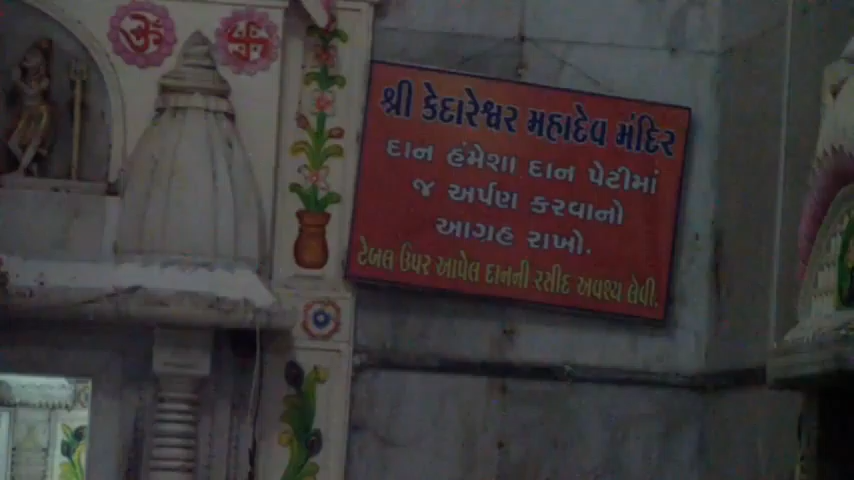 ૐ
શ્રી કેદારેશ્વર મહાદેવ મંદિર
દાન હંમેશા દાન પેટીમાં
જ અર્પણ કરવાનો
આગ્રહ રાખો.
ટેબલ ઉપર આપેલ દાનની રસીદ અવશ્ય લેવી.